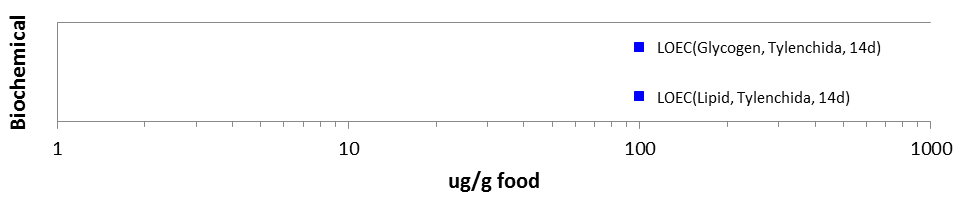 Biochemical
LOEC(Glycogen, Tylenchida, 14d)
LOEC(Lipid, Tylenchida, 14d)
1 10 100 1000
ug/g food